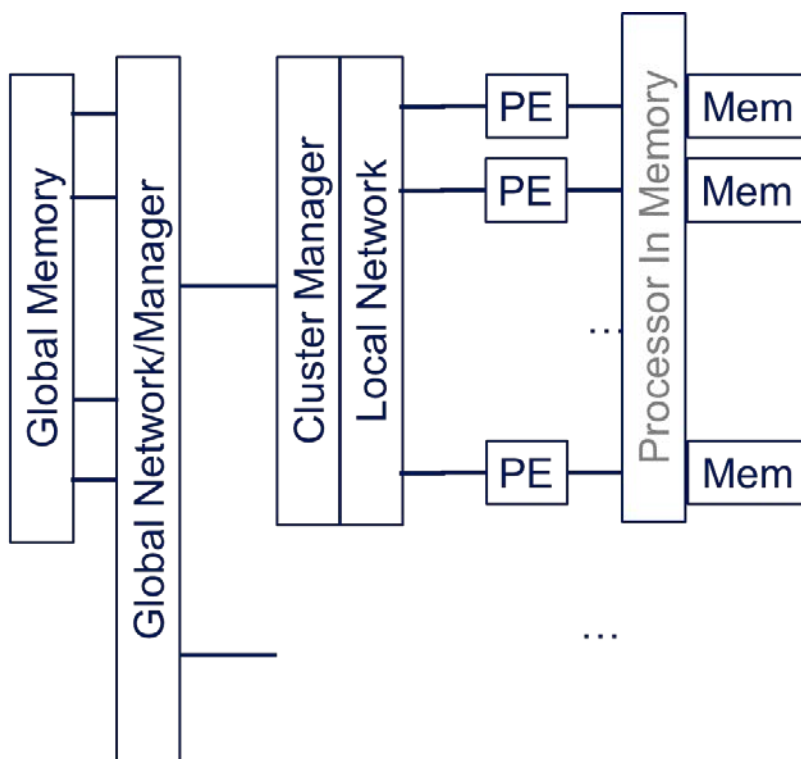 Global Memory
Global Network/Manager
Cluster Manager
Local Network
PE
PE
...
PE
Processor In Memory
Mem
Mem
Mem
...